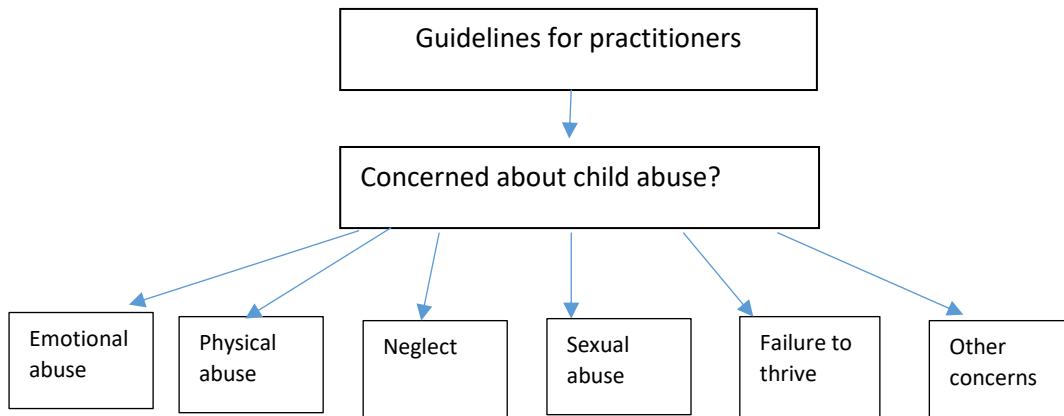 Guidelines for practitioners
Concerned about child abuse?
Emotional
abuse
Physical
abuse
Neglect
Sexual
abuse
Failure to
thrive
Other
concerns